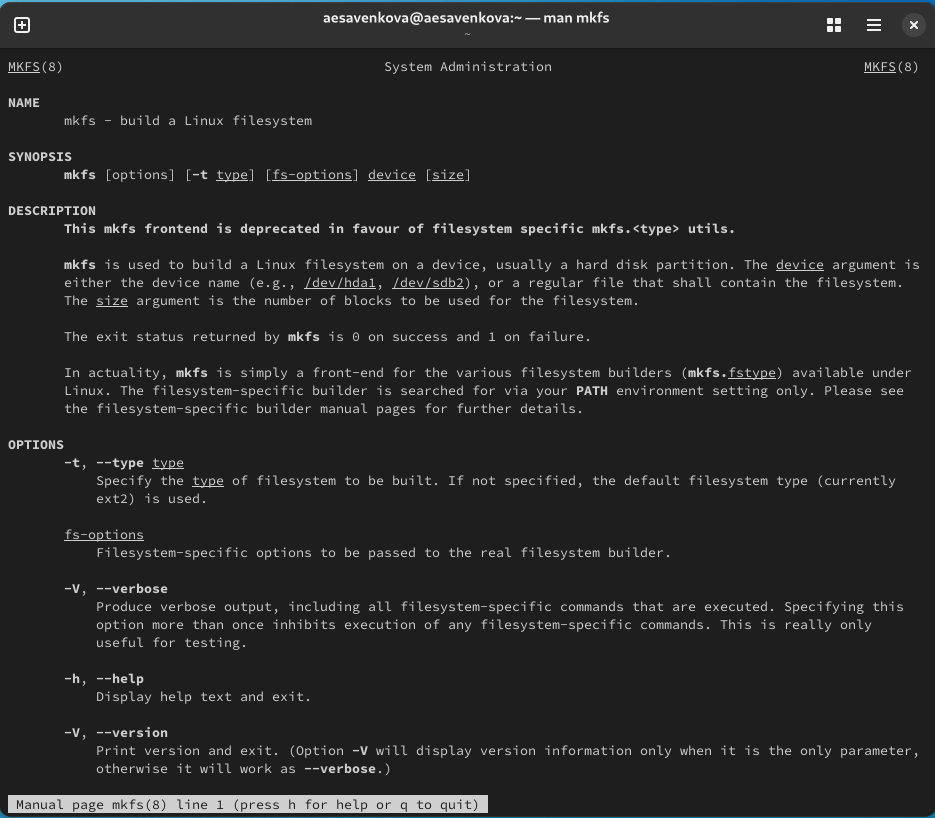 aesavenkova@aesavenkova:~ — man mkfs
~
MKFS(8) System Administration MKFS(8)
NAME
mkfs - build a Linux filesystem
SYNOPSIS
mkfs [options] [-t type] [fs-options] device [size]
DESCRIPTION
This mkfs frontend is deprecated in favour of filesystem specific mkfs.<type> utils.
mkfs is used to build a Linux filesystem on a device, usually a hard disk partition. The device argument is
either the device name (e.g., /dev/hda1, /dev/sdb2), or a regular file that shall contain the filesystem.
The size argument is the number of blocks to be used for the filesystem.
The exit status returned by mkfs is 0 on success and 1 on failure.
In actuality, mkfs is simply a front-end for the various filesystem builders (mkfs.fstype) available under
Linux. The filesystem-specific builder is searched for via your PATH environment setting only. Please see
the filesystem-specific builder manual pages for further details.
OPTIONS
-t, --type type
Specify the type of filesystem to be built. If not specified, the default filesystem type (currently
ext2) is used.
fs-options
Filesystem-specific options to be passed to the real filesystem builder.
-V, --verbose
Produce verbose output, including all filesystem-specific commands that are executed. Specifying this
option more than once inhibits execution of any filesystem-specific commands. This is really only
useful for testing.
-h, --help
Display help text and exit.
-V, --version
Print version and exit. (Option -V will display version information only when it is the only parameter,
otherwise it will work as --verbose.)
Manual page mkfs(8) line 1 (press h for help or q to quit)